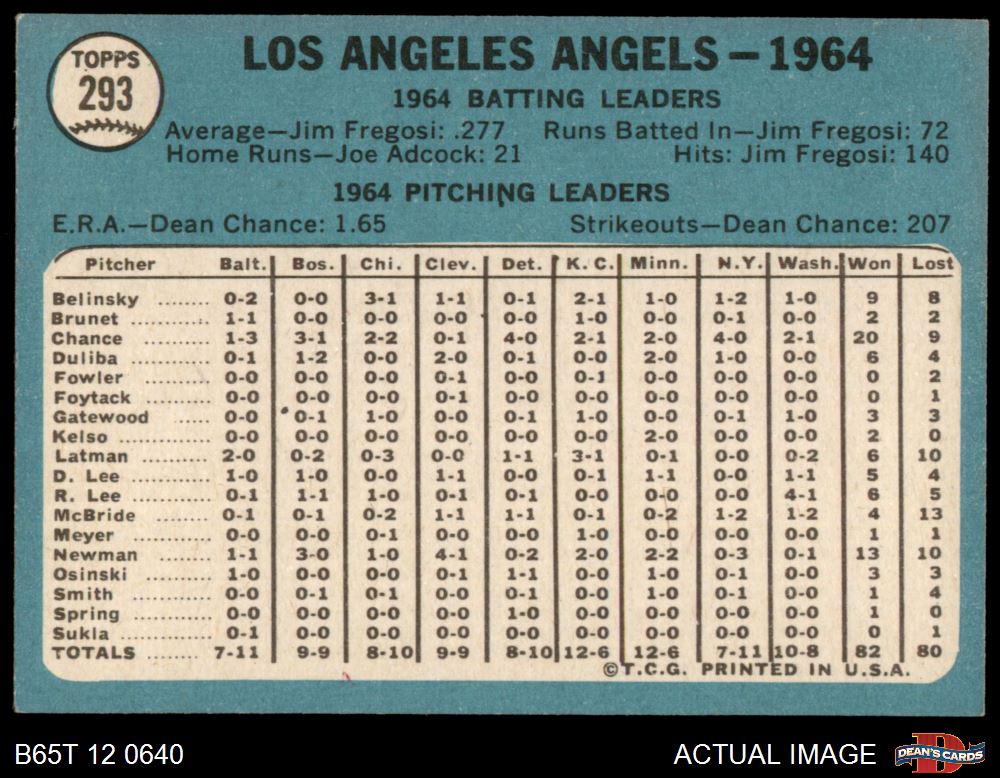 TOPPS
293
LOS ANGELES ANGELS—1964
1964 BATTING LEADERS
Average—Jim Fregosi: .277 Runs Batted In—Jim Fregosi: 72
Home Runs—Joe Adcock: 21 Hits: Jim Fregosi: 140
1964 PITCHING LEADERS
E.R.A.—Dean Chance: 1.65 Strikeouts—Dean Chance: 207
Pitcher Balt. Bos. Chi. Clev. Det. K. C. Minn. N.Y. Wash. Won Lost
Belinsky ........ 0-2 0-0 3-1 1-1 0-1 2-1 1-0 1-2 1-0 9 8
Brunet ............ 1-1 0-0 0-0 0-0 0-0 1-0 0-0 0-1 0-0 2 2
Chance ............ 1-3 3-1 2-2 0-1 4-0 2-1 2-0 4-0 2-1 20 9
Duliba ............ 0-1 1-2 0-0 2-0 0-1 0-0 2-0 1-0 0-0 6 4
Fowler ............ 0-0 0-0 0-0 0-1 0-0 0-1 0-0 0-0 0-0 0 2
Foytack .......... 0-0 0-0 0-0 0-1 0-0 0-0 0-0 0-0 0-0 0 1
Gatewood ..... 0-0 0-1 1-0 0-0 0-1 1-0 0-0 0-1 1-0 3 3
Kelso .............. 0-0 0-0 0-0 0-0 0-0 0-0 2-0 0-0 0-0 2 0
Latman .......... 2-0 0-2 0-3 0-0 1-1 3-1 0-1 0-0 0-2 6 10
D. Lee ............ 1-0 1-0 0-0 1-1 0-0 0-1 1-1 0-0 1-1 5 4
R. Lee ............ 0-1 1-1 1-0 0-1 0-1 0-0 0-0 0-0 4-1 6 5
McBride ........ 0-1 0-1 0-2 1-1 1-1 0-1 0-2 1-2 1-2 4 13
Meyer ............ 0-0 0-0 0-1 0-0 0-0 1-0 0-0 0-0 0-0 1 1
Newman ........ 1-1 3-0 1-0 4-1 0-2 2-0 2-2 0-3 0-1 13 10
Osinski .......... 1-0 0-0 0-0 0-1 1-1 0-0 1-0 0-1 0-0 3 3
Smith ............ 0-0 0-1 0-1 0-0 0-1 0-0 1-0 0-1 0-0 1 4
Spring ............ 0-0 0-0 0-0 0-0 1-0 0-0 0-0 0-0 0-0 1 0
Sukla .............. 0-1 0-0 0-0 0-0 0-0 0-0 0-0 0-0 0-0 0 1
TOTALS ........ 7-11 9-9 8-10 9-9 8-10 12-6 12-6 7-11 10-8 82 80
©T.C.G. PRINTED IN U.S.A.
B65T 12 0640 ACTUAL IMAGE
D
DEAN'S CARDS